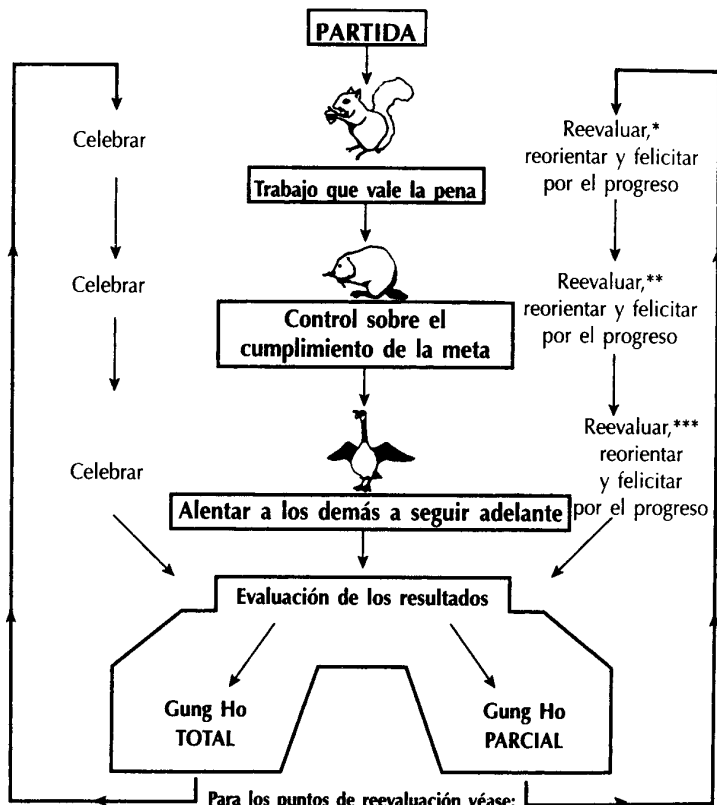 PARTIDA
Celebrar
Reevaluar,*
reorientar y felicitar
por el progreso
Trabajo que vale la pena
Celebrar
Reevaluar,**
reorientar y felicitar
por el progreso
Control sobre el
cumplimiento de la meta
Celebrar
Reevaluar,***
reorientar
y felicitar
por el progreso
Alentar a los demás a seguir adelante
Evaluación de los resultados
Gung Ho
TOTAL
Gung Ho
PARCIAL
Para los puntos de reevaluación véase: